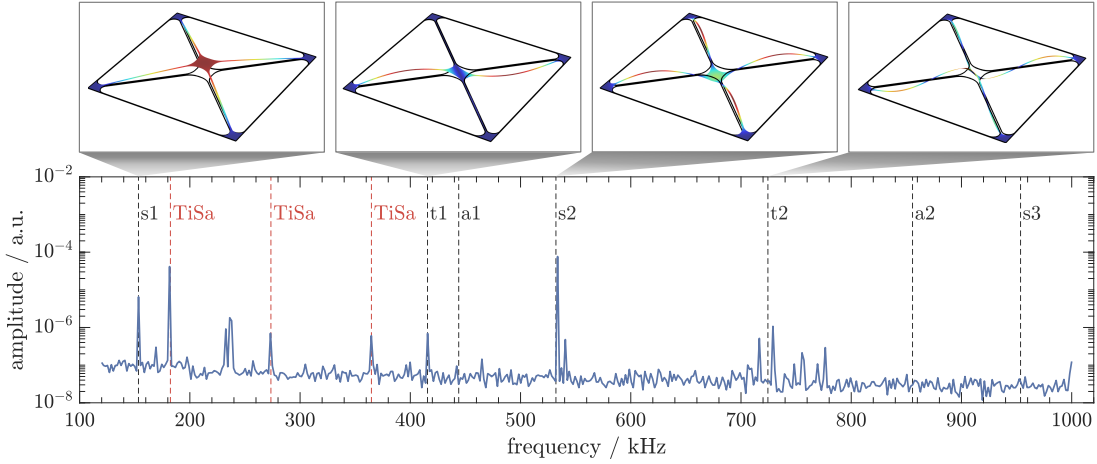 10⁻²
10⁻⁴
10⁻⁶
10⁻⁸
amplitude / a.u.
s1
TiSa
TiSa
TiSa
t1
a1
s2
t2
a2
s3
100
200
300
400
500
600
700
800
900
1000
frequency / kHz